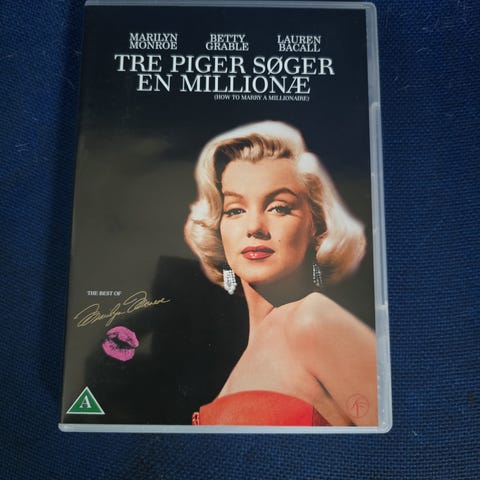 MARILYN MONROE
BETTY GRABLE
LAUREN BACALL
TRE PIGER SØGER
EN MILLIONÆ
(HOW TO MARRY A MILLIONAIRE)
THE BEST OF
Marilyn Monroe
A